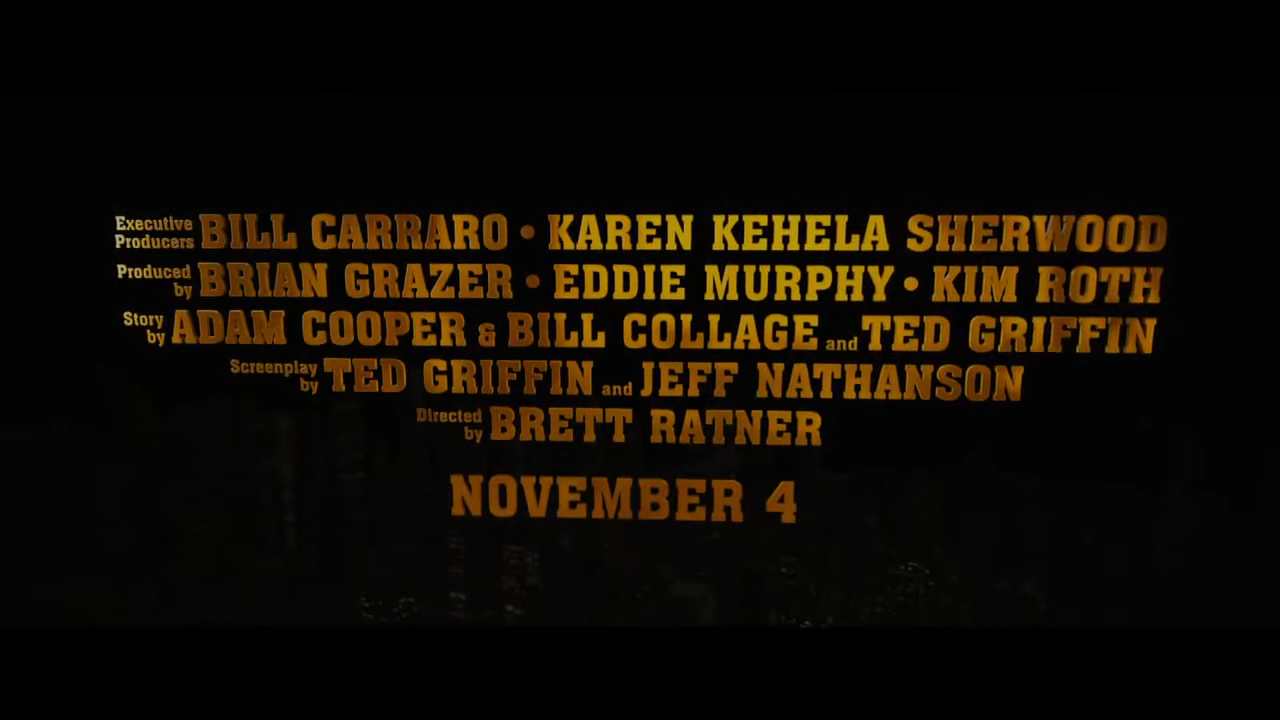 Executive Producers BILL CARRARO • KAREN KEHELA SHERWOOD
Produced by BRIAN GRAZER • EDDIE MURPHY • KIM ROTH
Story by ADAM COOPER & BILL COLLAGE and TED GRIFFIN
Screenplay by TED GRIFFIN and JEFF NATHANSON
Directed by BRETT RATNER
NOVEMBER 4